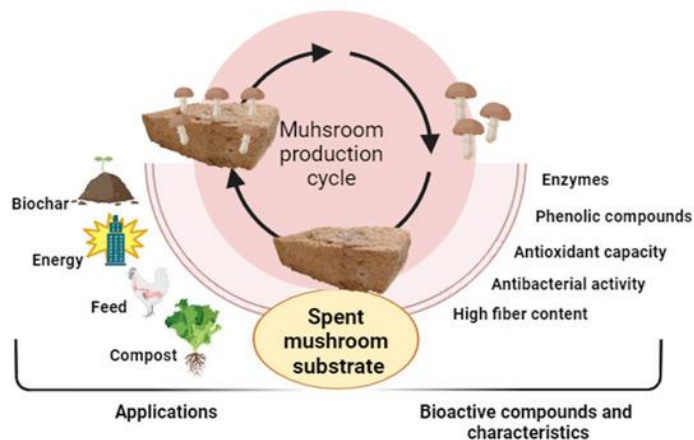 Muhsroom
production
cycle
Biochar
Energy
Feed
Compost
Enzymes
Phenolic compounds
Antioxidant capacity
Antibacterial activity
High fiber content
Spent
mushroom
substrate
Applications
Bioactive compounds and
characteristics